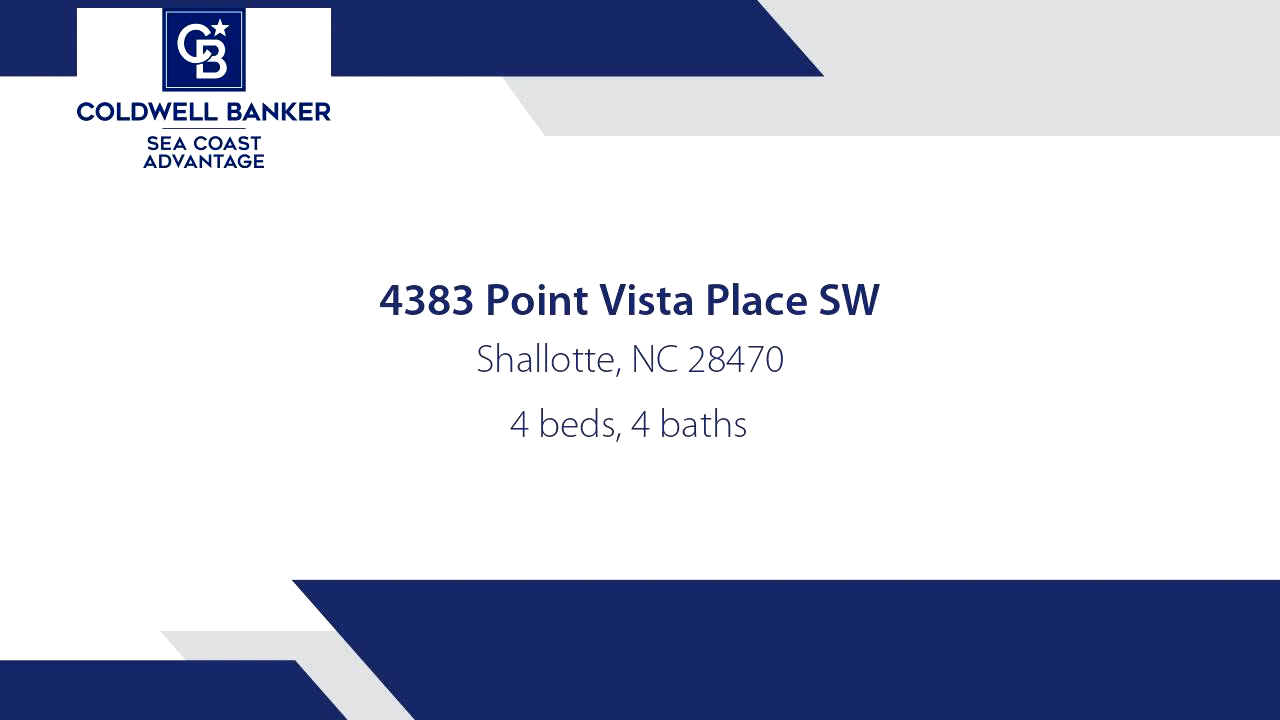 CB
COLDWELL BANKER
SEA COAST
ADVANTAGE
4383 Point Vista Place SW
Shallotte, NC 28470
4 beds, 4 baths